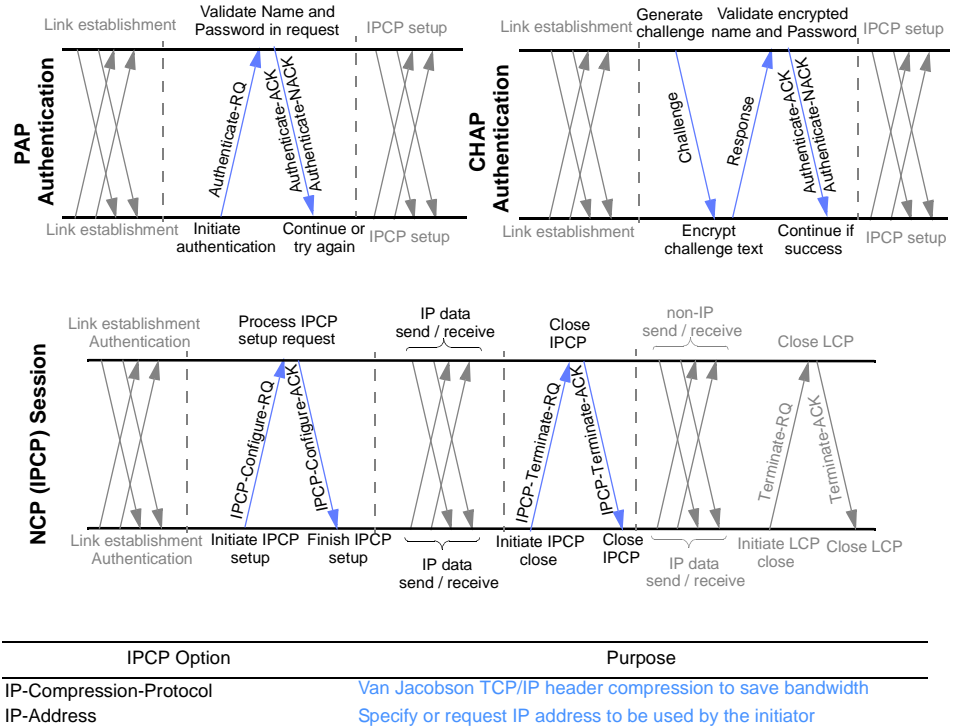 PAP
Authentication
Link establishment
Validate Name and
Password in request
IPCP setup
Authenticate-RQ
Authenticate-ACK
Authenticate-NACK
Link establishment
Initiate
authentication
Continue or
try again
IPCP setup
CHAP
Authentication
Link establishment
Generate
challenge
Validate encrypted
name and Password
IPCP setup
Challenge
Response
Authenticate-ACK
Authenticate-NACK
Link establishment
Encrypt
challenge text
Continue if
success
IPCP setup
NCP (IPCP) Session
Link establishment
Authentication
Process IPCP
setup request
IP data
send / receive
Close
IPCP
non-IP
send / receive
Close LCP
IPCP-Configure-RQ
IPCP-Configure-ACK
IPCP-Terminate-RQ
IPCP-Terminate-ACK
Terminate-RQ
Terminate-ACK
Link establishment
Authentication
Initiate IPCP
setup
Finish IPCP
setup
IP data
send / receive
Initiate IPCP
close
Close
IPCP
IP data
send / receive
Initiate LCP
close
Close LCP
IPCP Option Purpose
IP-Compression-Protocol Van Jacobson TCP/IP header compression to save bandwidth
IP-Address Specify or request IP address to be used by the initiator